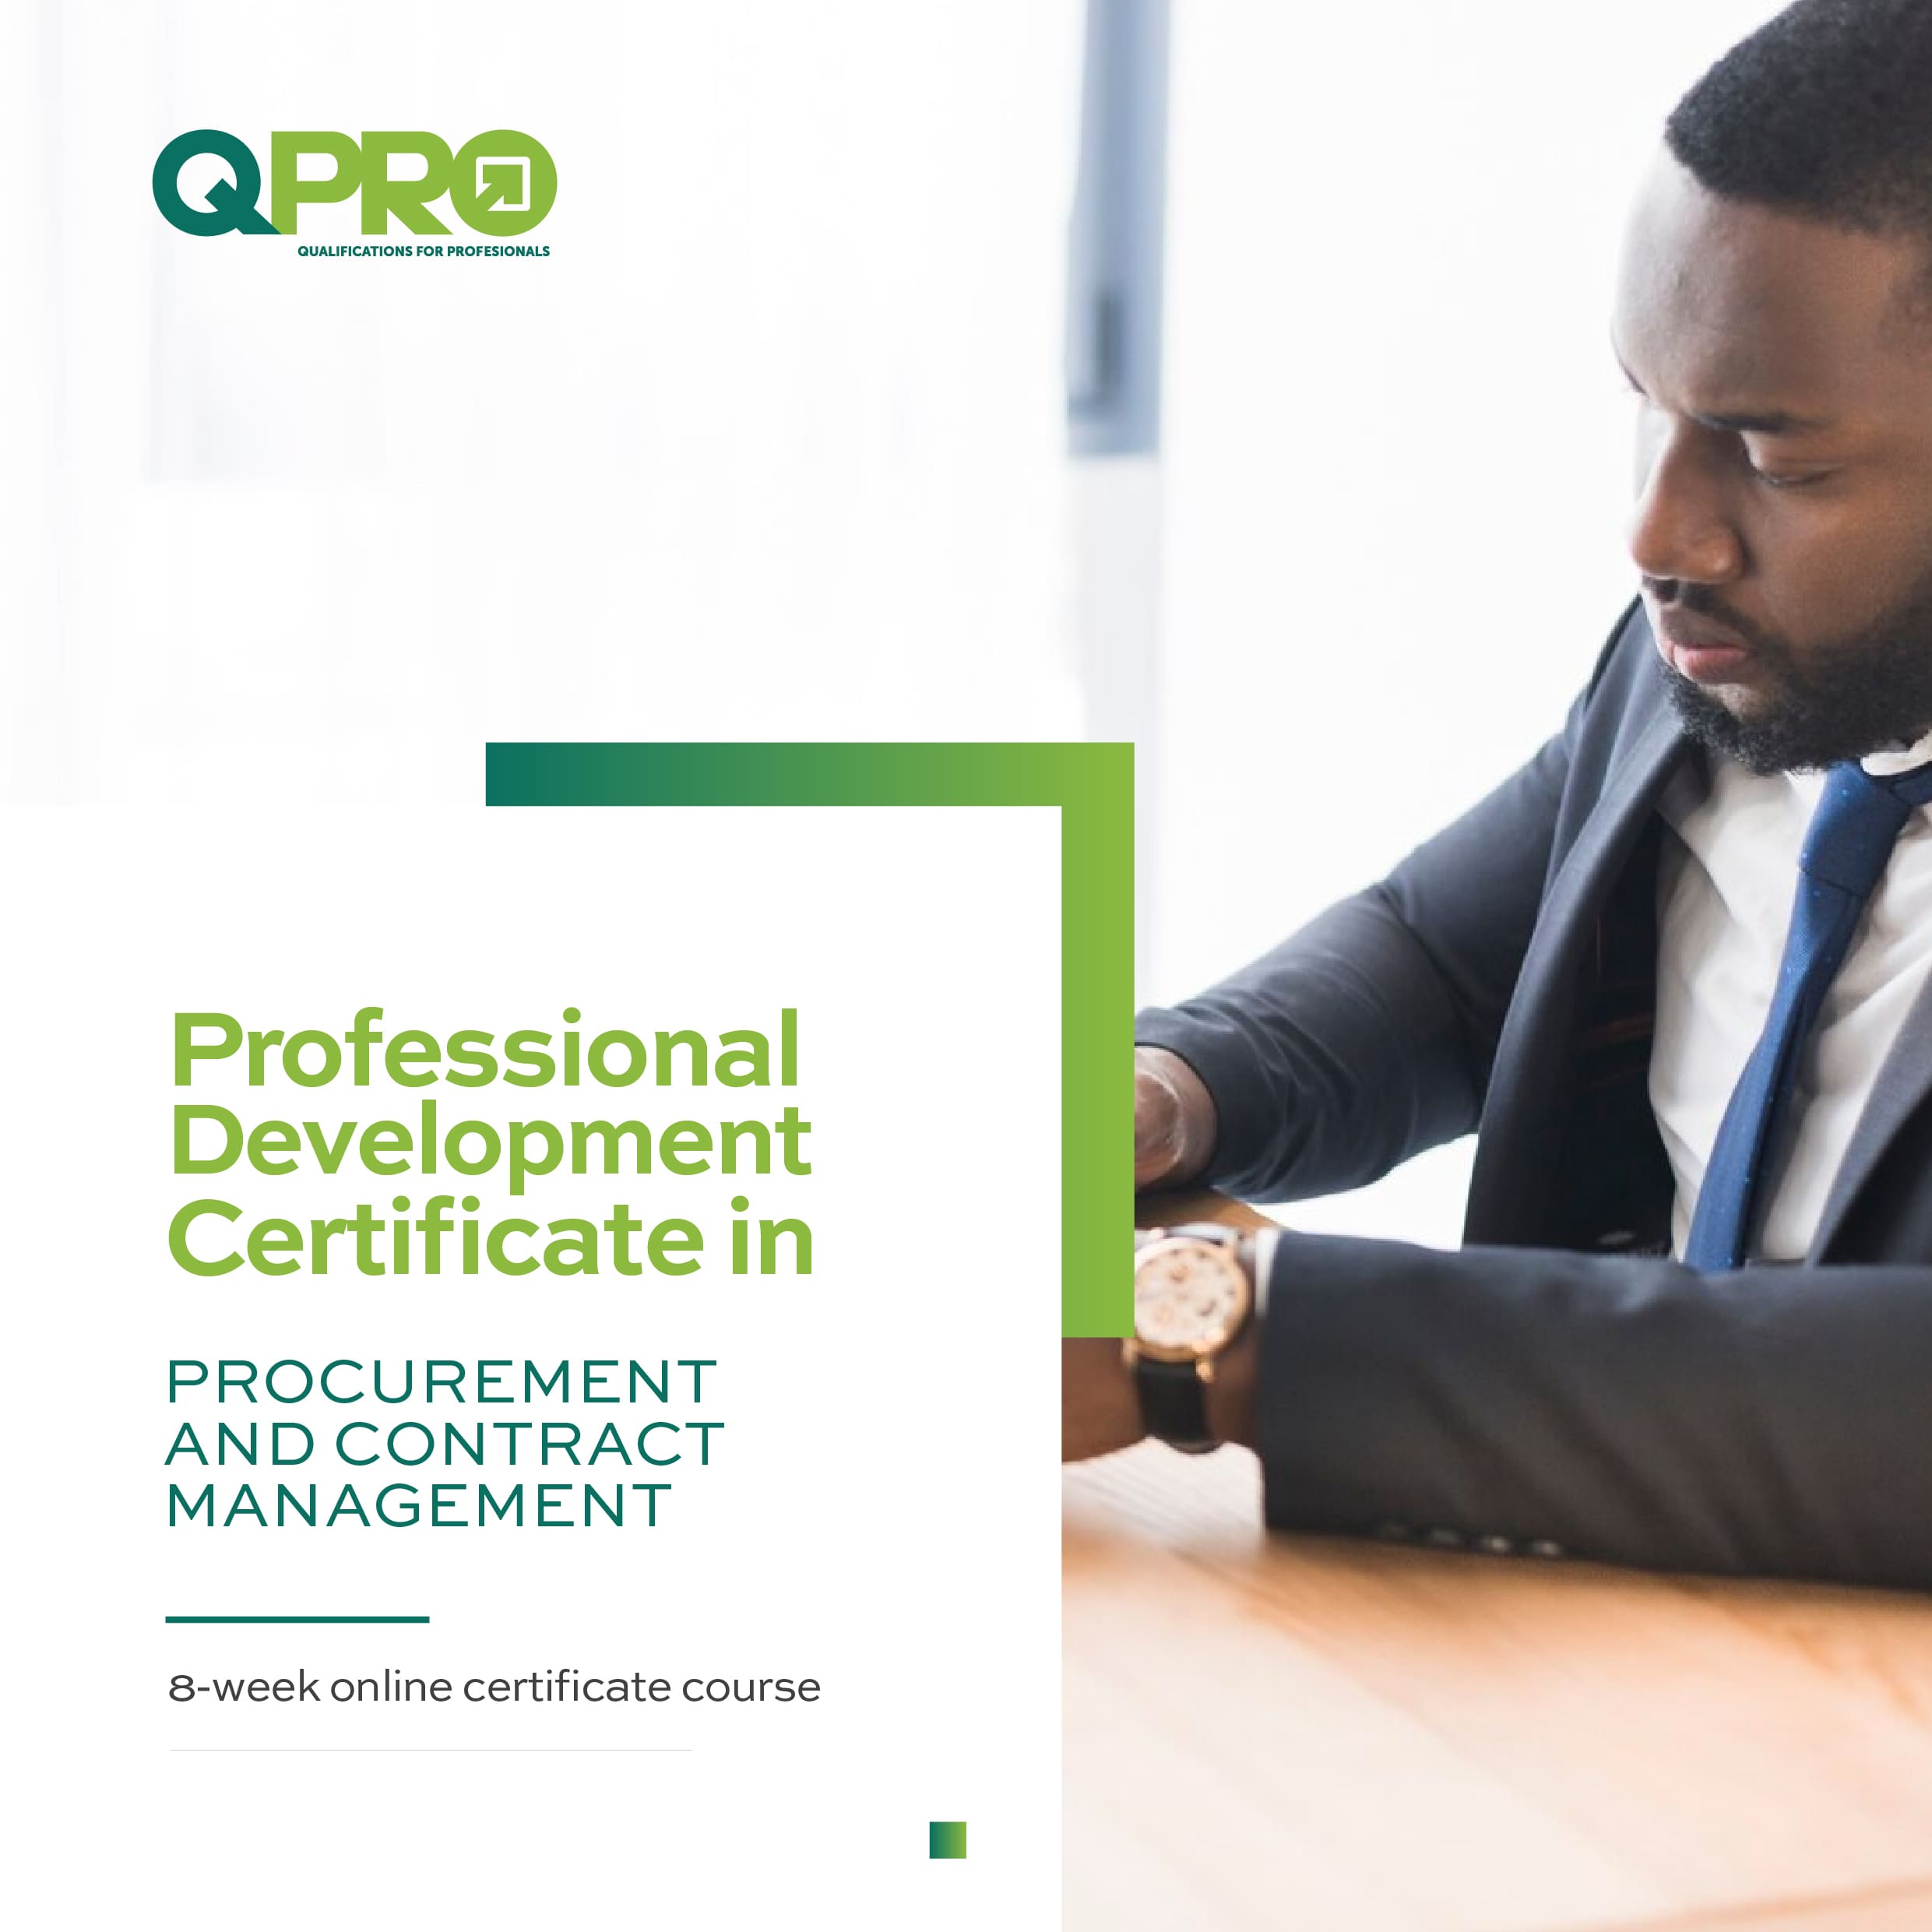 QPRO
QUALIFICATIONS FOR PROFESIONALS
Professional
Development
Certificate in
PROCUREMENT
AND CONTRACT
MANAGEMENT
8-week online certificate course